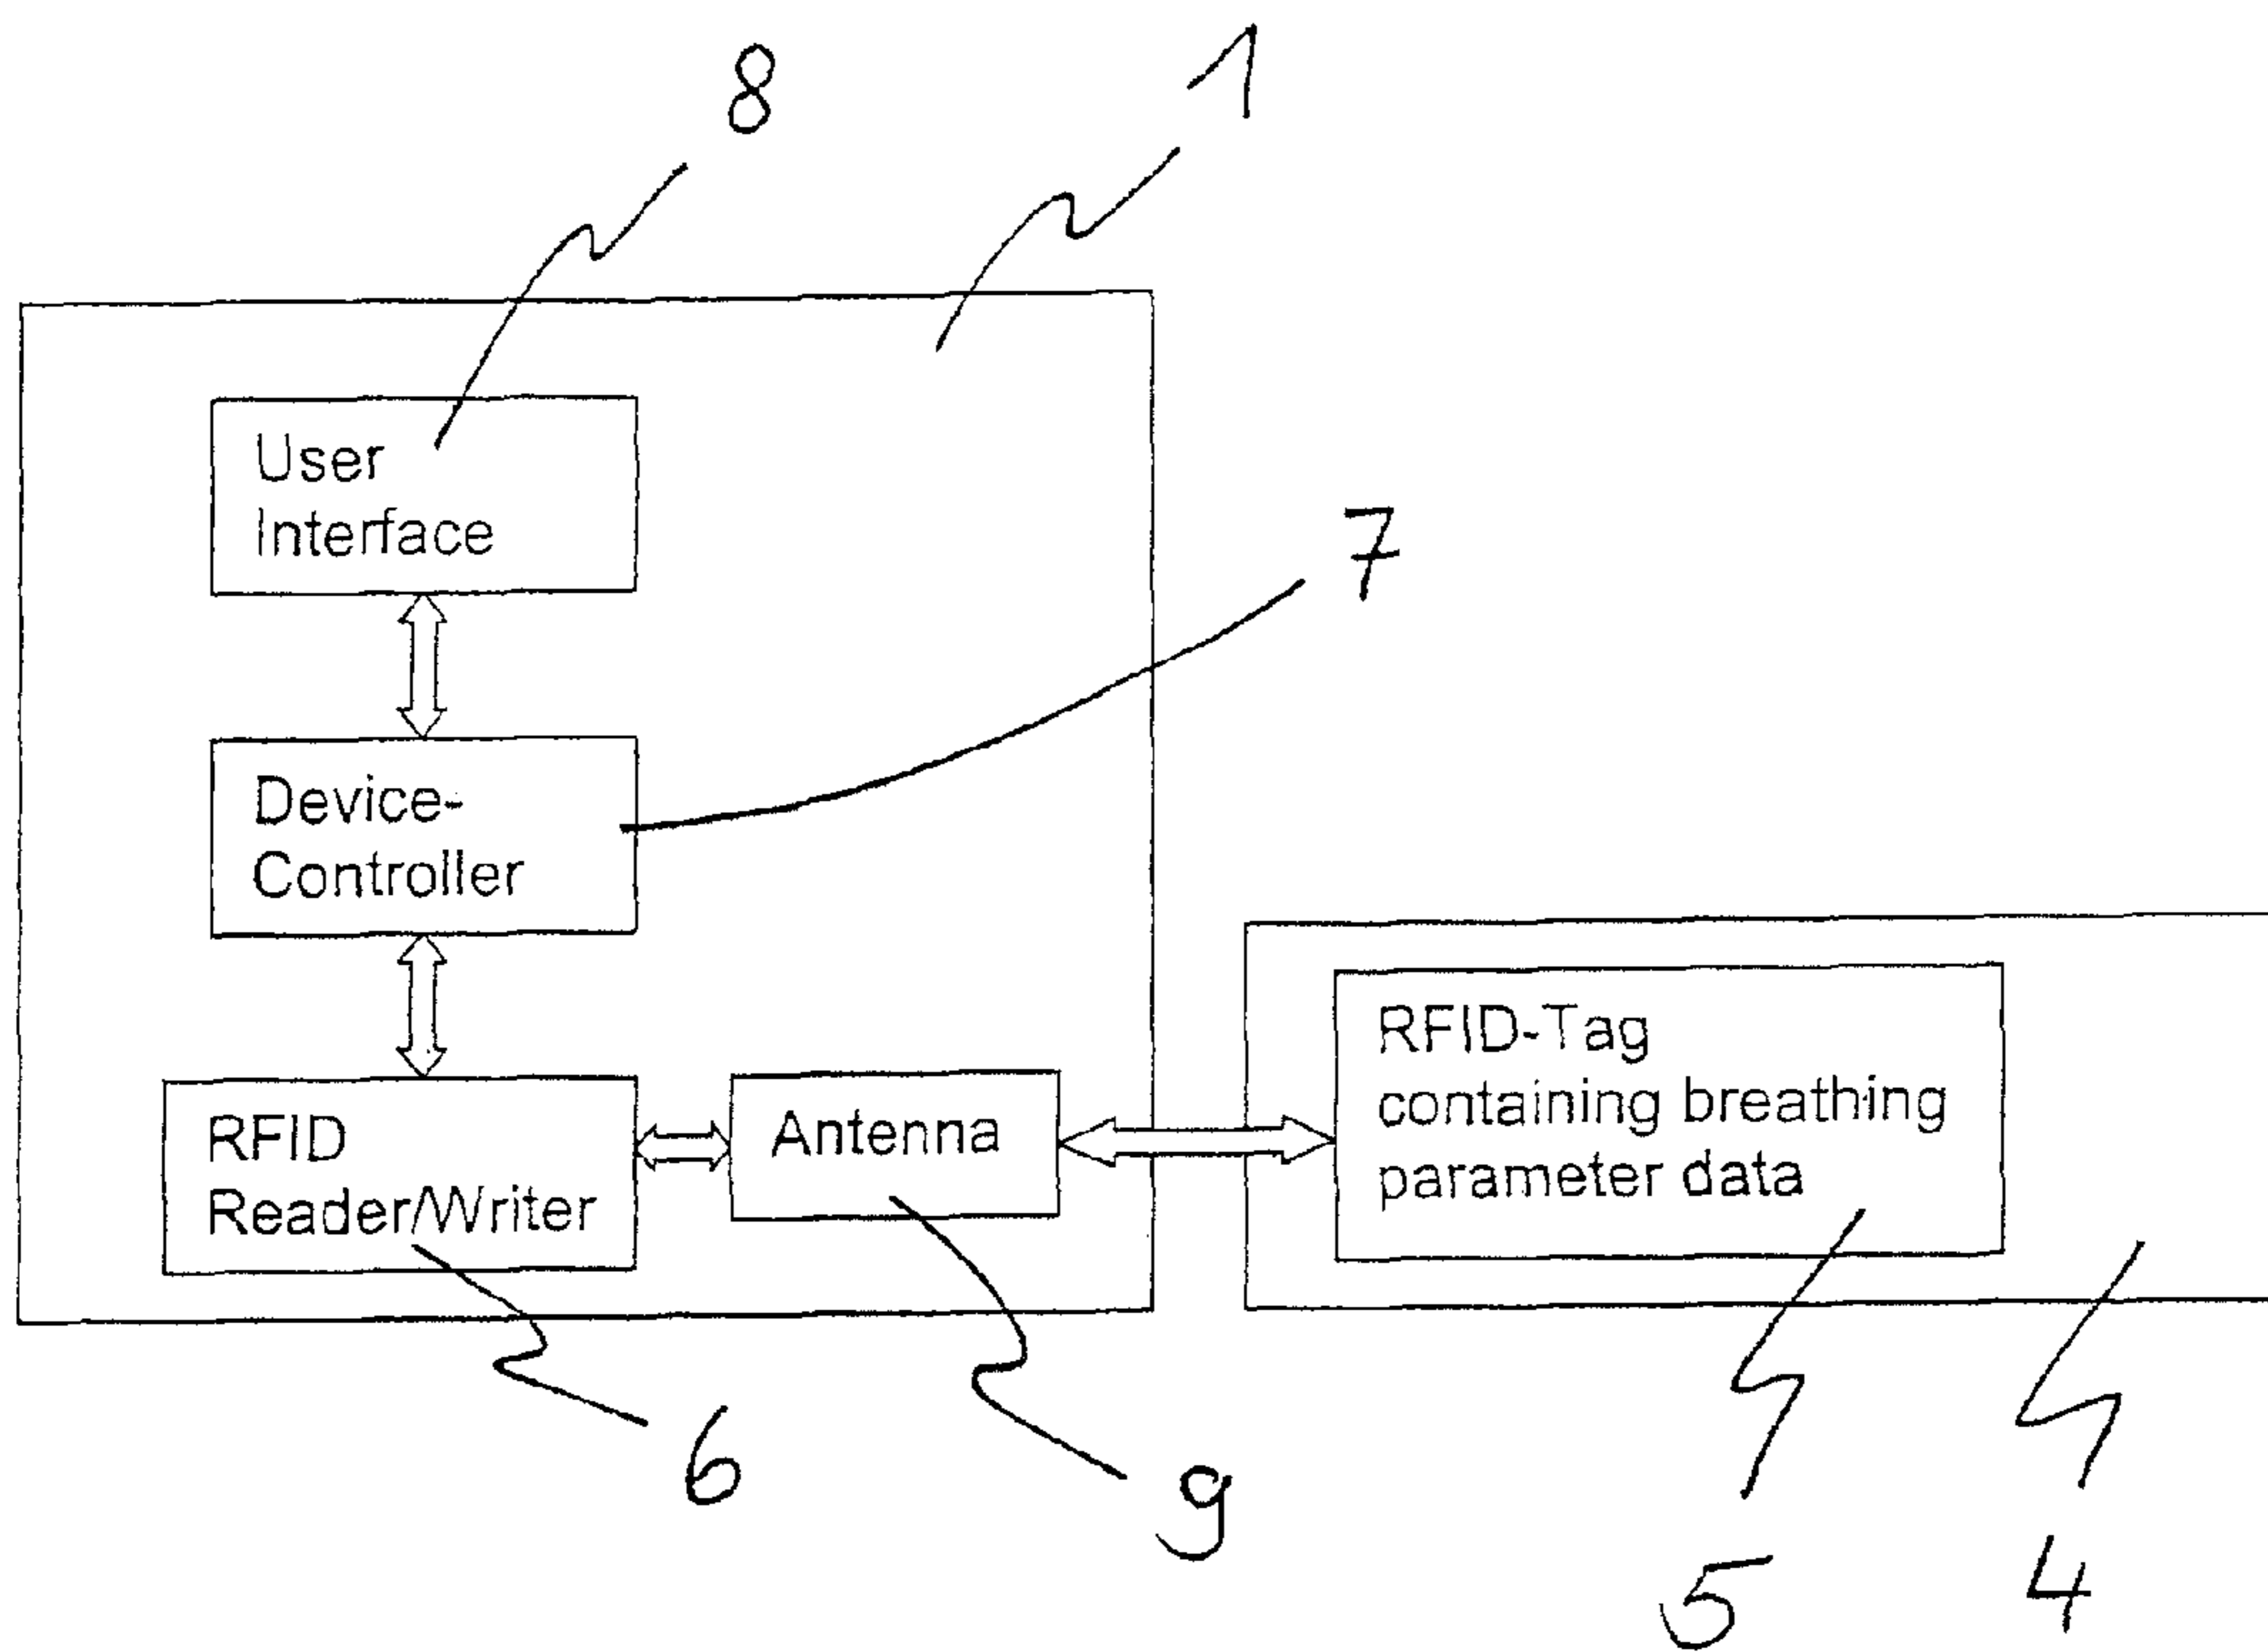 8
1
User
Interface
7
Device-
Controller
RFID-Tag
containing breathing
parameter data
RFID
Reader/Writer
Antenna
6
9
5
4